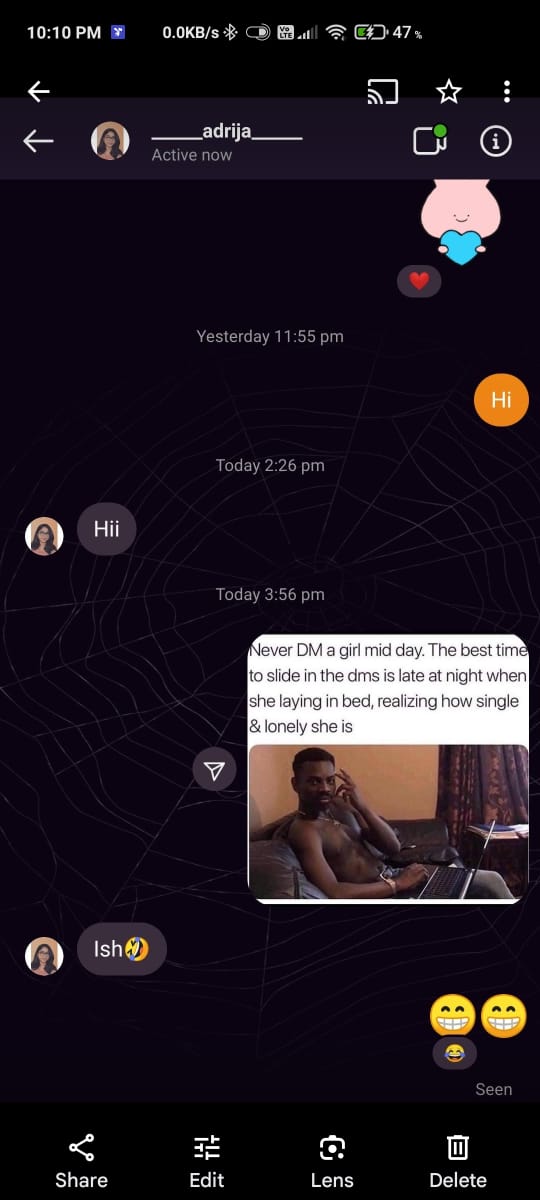 10:10 PM 0.0KB/s Vo LTE 47 %
_____adrija_____
Active now
Yesterday 11:55 pm
Hi
Today 2:26 pm
Hii
Today 3:56 pm
Never DM a girl mid day. The best time
to slide in the dms is late at night when
she laying in bed, realizing how single
& lonely she is
Ish🤣
😁😁
😂
Seen
Share Edit Lens Delete